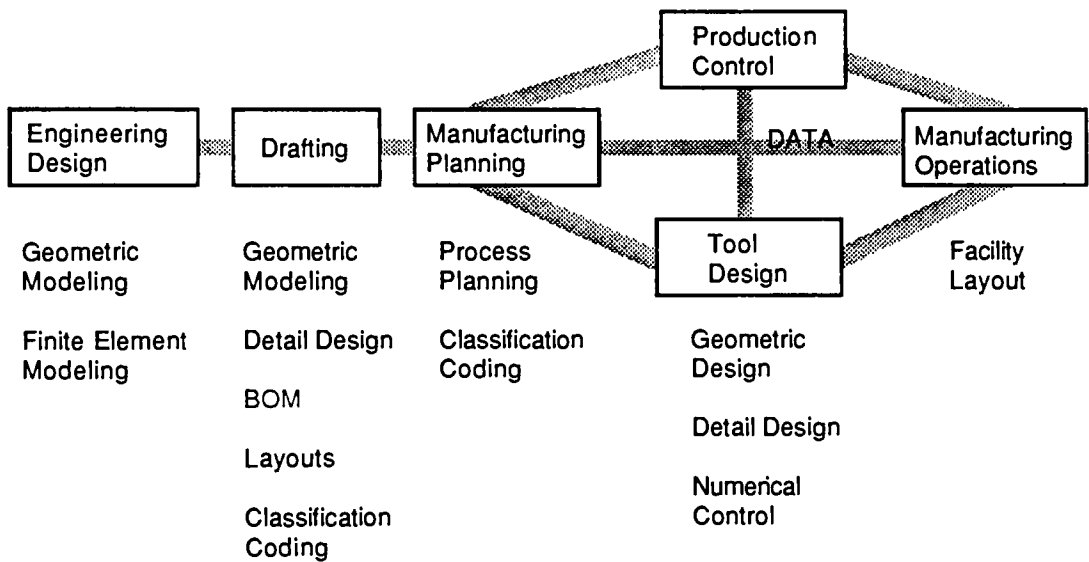 Production
Control
Engineering
Design
Drafting
Manufacturing
Planning
DATA
Manufacturing
Operations
Tool
Design
Geometric
Modeling
Finite Element
Modeling
Geometric
Modeling
Detail Design
BOM
Layouts
Classification
Coding
Process
Planning
Classification
Coding
Geometric
Design
Detail Design
Numerical
Control
Facility
Layout